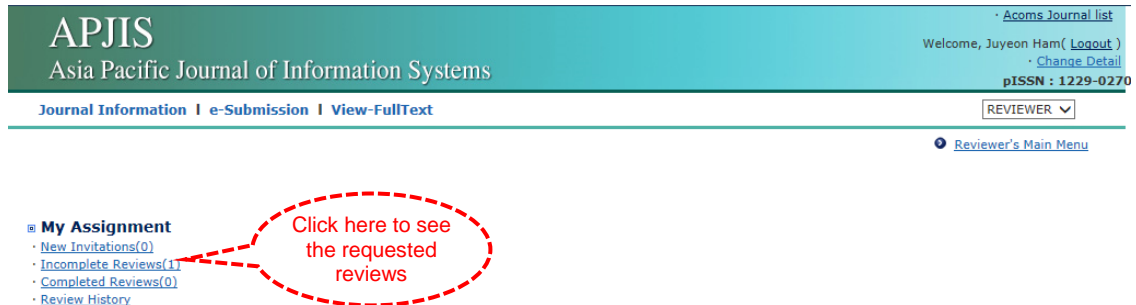 APJIS
Asia Pacific Journal of Information Systems
· Acoms Journal list
Welcome, Juyeon Ham( Logout )
· Change Detail
pISSN : 1229-0270
Journal Information I e-Submission I View-FullText
REVIEWER
Reviewer's Main Menu
My Assignment
· New Invitations(0)
· Incomplete Reviews(1)
· Completed Reviews(0)
· Review History
Click here to see
the requested
reviews